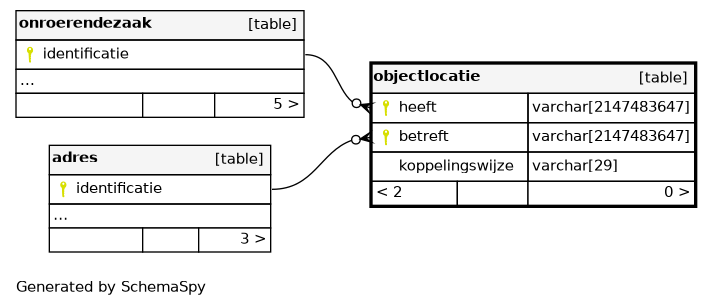 onroerendezaak [table]
identificatie
...
5 >
adres [table]
identificatie
...
3 >
objectlocatie [table]
heeft varchar[2147483647]
betreft varchar[2147483647]
koppelingswijze varchar[29]
< 2 0 >
Generated by SchemaSpy